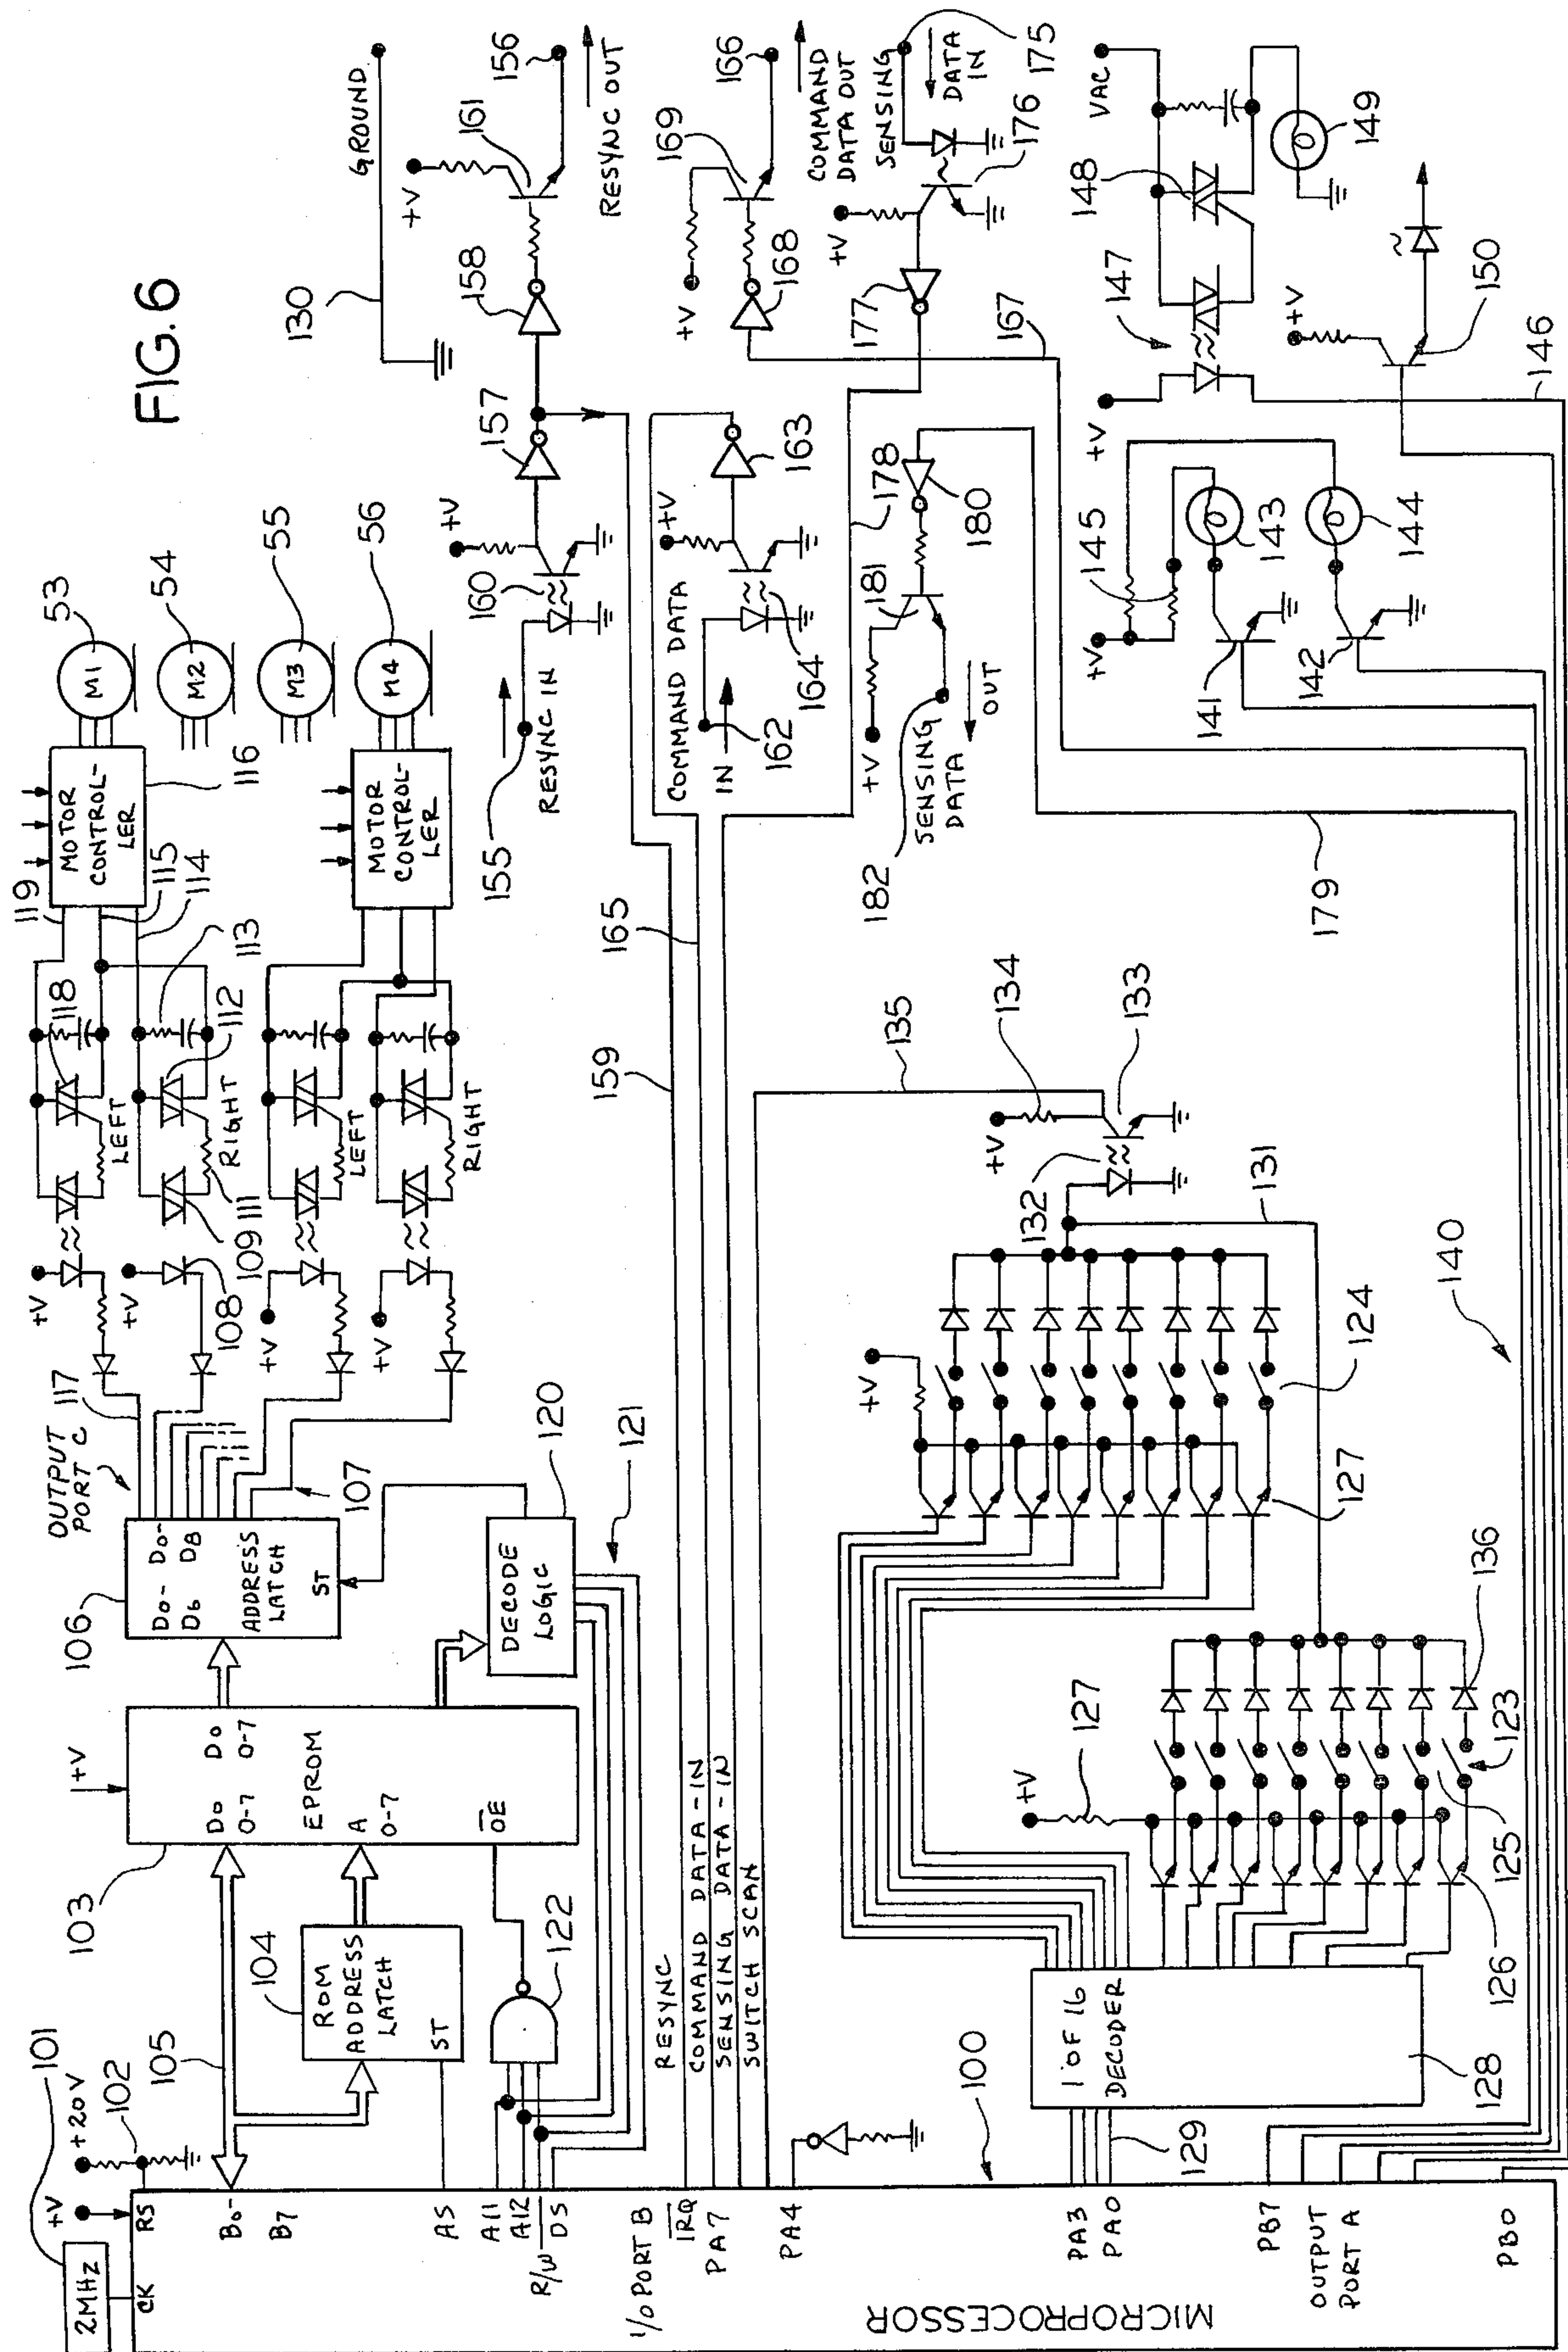 FIG. 6
2MHz
101
+V
+20V
102
105
CK
RS
B0-
B7
AS
A11
A12
R/W
DS
I/O PORT B
IRQ
PA7
PA4
PA3
PA0
PB7
OUTPUT
PORT A
PB0
MICROPROCESSOR
100
103
+V
D0
0-7
D0
0-7
EPROM
A
0-7
OE
104
ROM
ADDRESS
LATCH
ST
122
106
D0-
D6
D0-
D8
ADDRESS
LATCH
ST
OUTPUT
PORT C
117
107
DECODE
LOGIC
120
121
+V
+V
+V
+V
108
109
111
LEFT
RIGHT
LEFT
RIGHT
118
112
113
119
115
114
MOTOR
CONTROL-
LER
116
MOTOR
CONTROL-
LER
M1
M2
M3
M4
53
54
55
56
130
GROUND
155
RESYNC IN
160
+V
157
158
+V
161
156
RESYNC OUT
159
165
COMMAND DATA
IN
162
164
+V
163
+V
169
168
166
COMMAND
DATA OUT
SENSING
DATA
IN
175
176
+V
177
167
178
180
181
+V
182
SENSING
DATA
OUT
179
RESYNC
COMMAND DATA-IN
SENSING DATA-IN
SWITCH SCAN
135
134
133
+V
132
131
+V
124
127
1 OF 16
DECODER
128
129
+V
127
136
123
125
126
140
+V
145
143
144
141
142
+V
147
148
VAC
149
+V
150
146